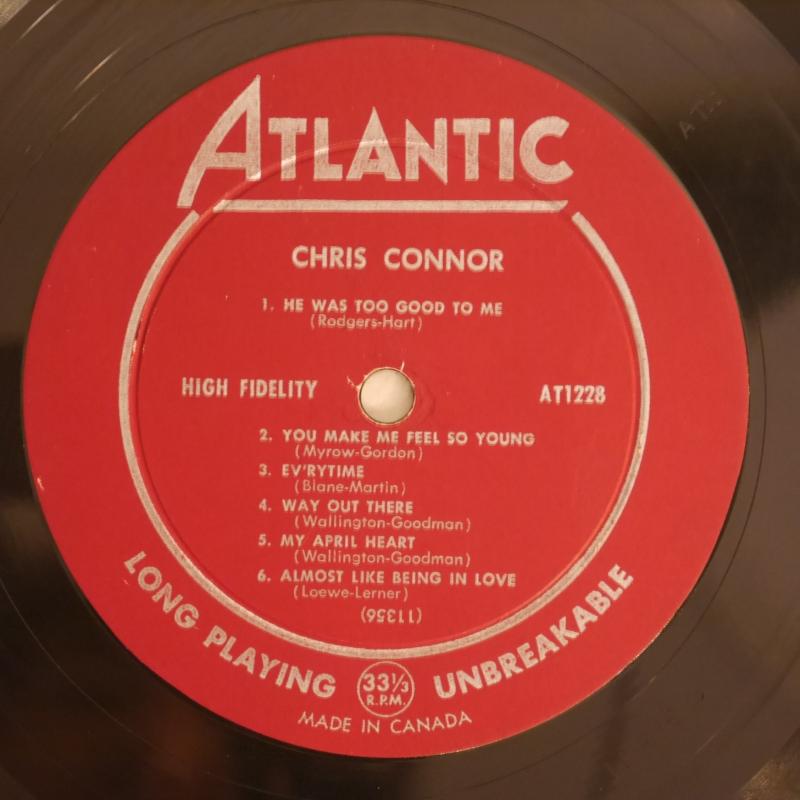 ATLANTIC
CHRIS CONNOR
1. HE WAS TOO GOOD TO ME
(Rodgers-Hart)
HIGH FIDELITY
AT1228
2. YOU MAKE ME FEEL SO YOUNG
(Myrow-Gordon)
3. EV'RYTIME
(Blane-Martin)
4. WAY OUT THERE
(Wallington-Goodman)
5. MY APRIL HEART
(Wallington-Goodman)
6. ALMOST LIKE BEING IN LOVE
(Loewe-Lerner)
(11356)
LONG PLAYING
33⅓
R.P.M.
UNBREAKABLE
MADE IN CANADA